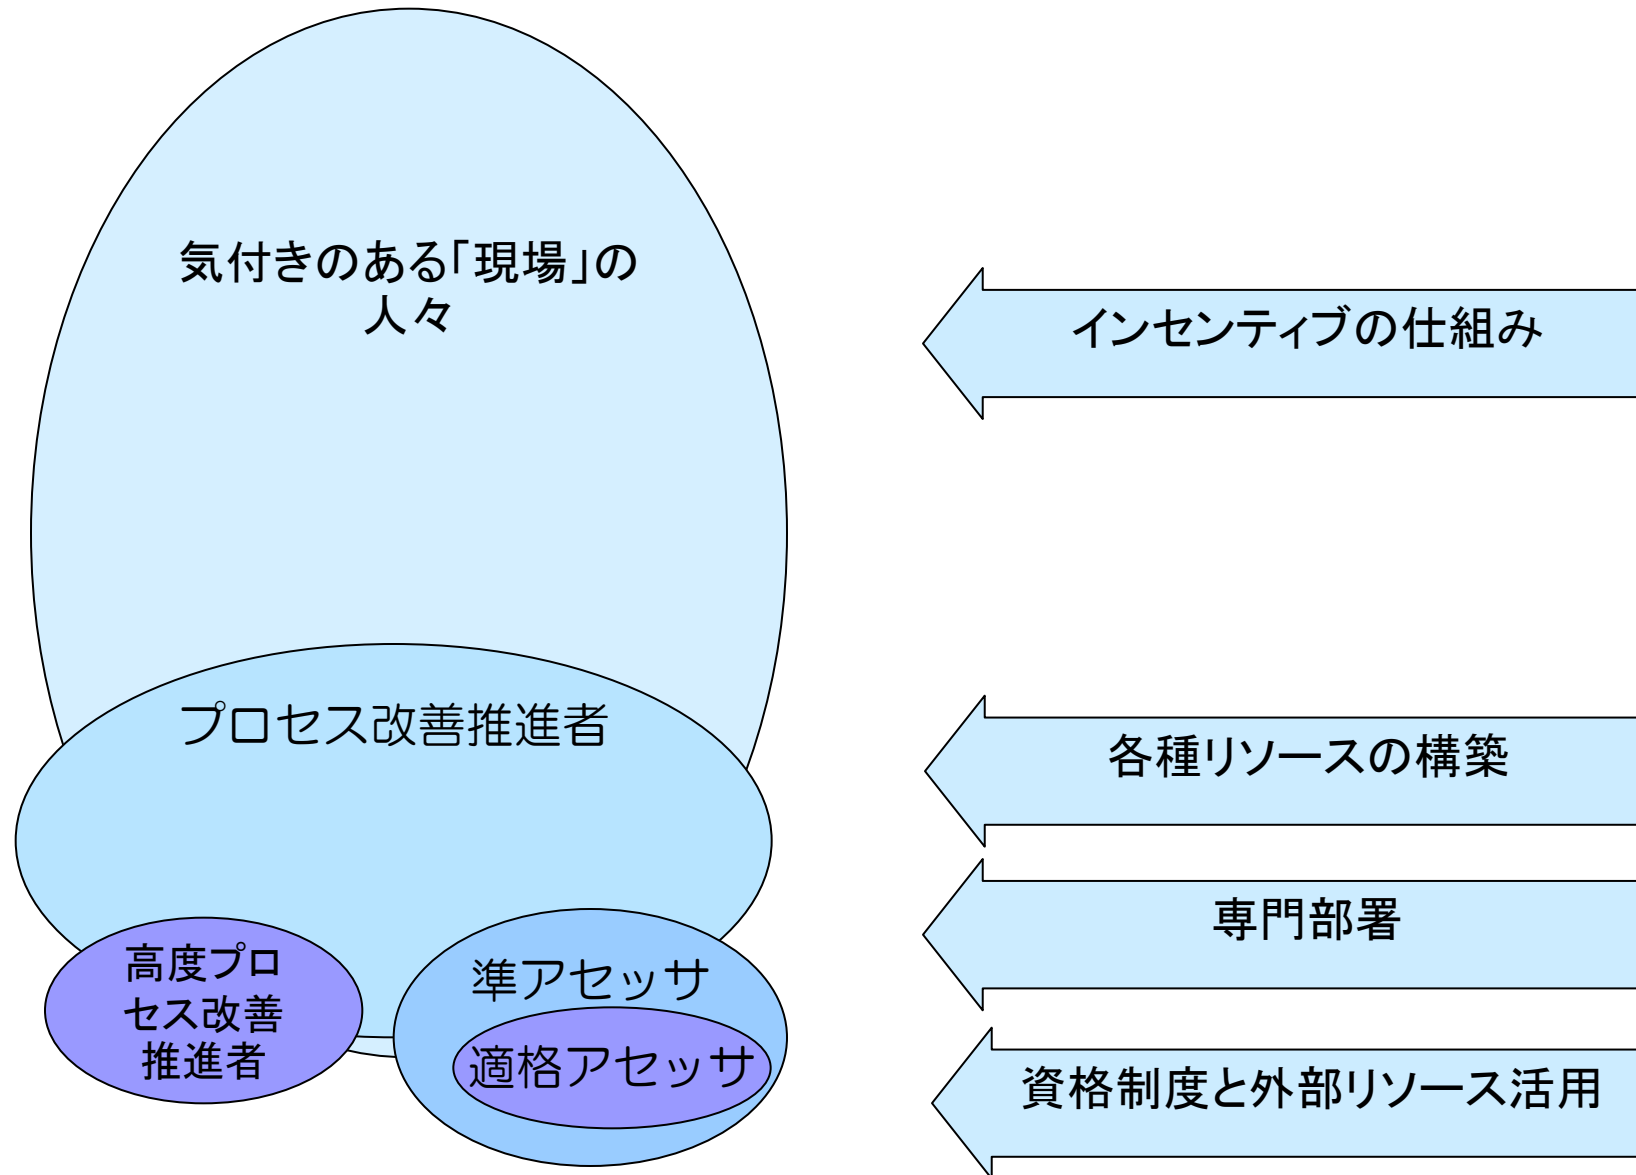 気付きのある「現場」の
人々
インセンティブの仕組み
プロセス改善推進者
各種リソースの構築
専門部署
高度プロ
セス改善
推進者
準アセッサ
適格アセッサ
資格制度と外部リソース活用